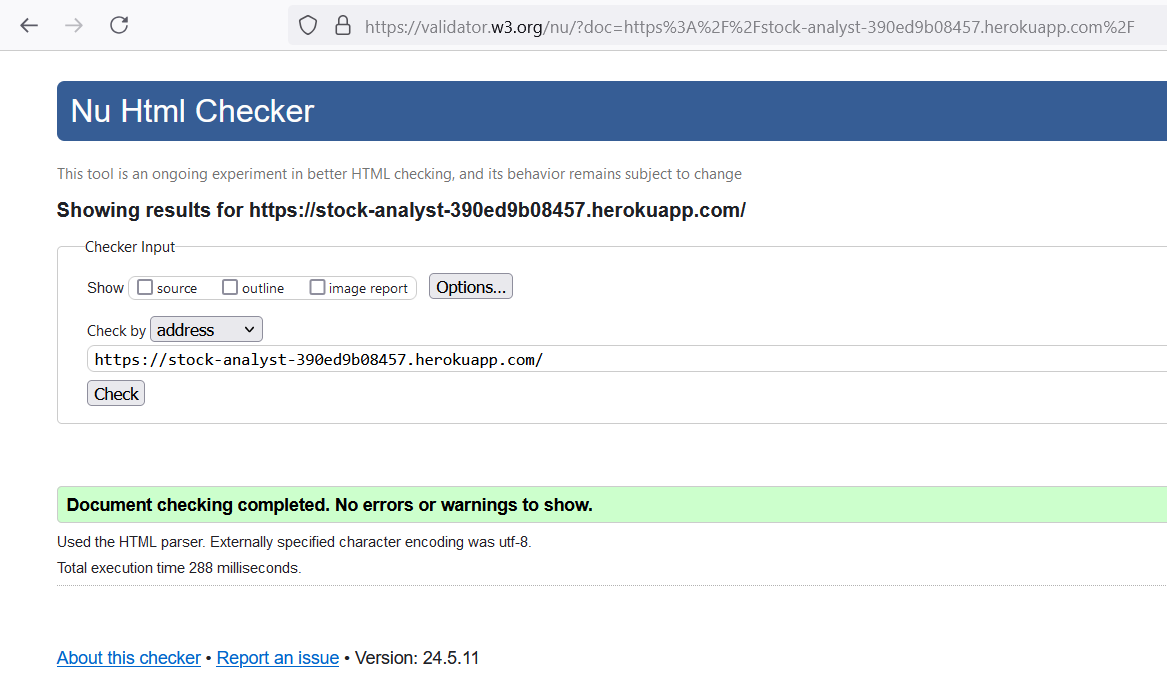 https://validator.w3.org/nu/?doc=https%3A%2F%2Fstock-analyst-390ed9b08457.herokuapp.com%2F
Nu Html Checker
This tool is an ongoing experiment in better HTML checking, and its behavior remains subject to change
Showing results for https://stock-analyst-390ed9b08457.herokuapp.com/
Checker Input
Show source outline image report Options...
Check by address
https://stock-analyst-390ed9b08457.herokuapp.com/
Check
Document checking completed. No errors or warnings to show.
Used the HTML parser. Externally specified character encoding was utf-8.
Total execution time 288 milliseconds.
About this checker • Report an issue • Version: 24.5.11